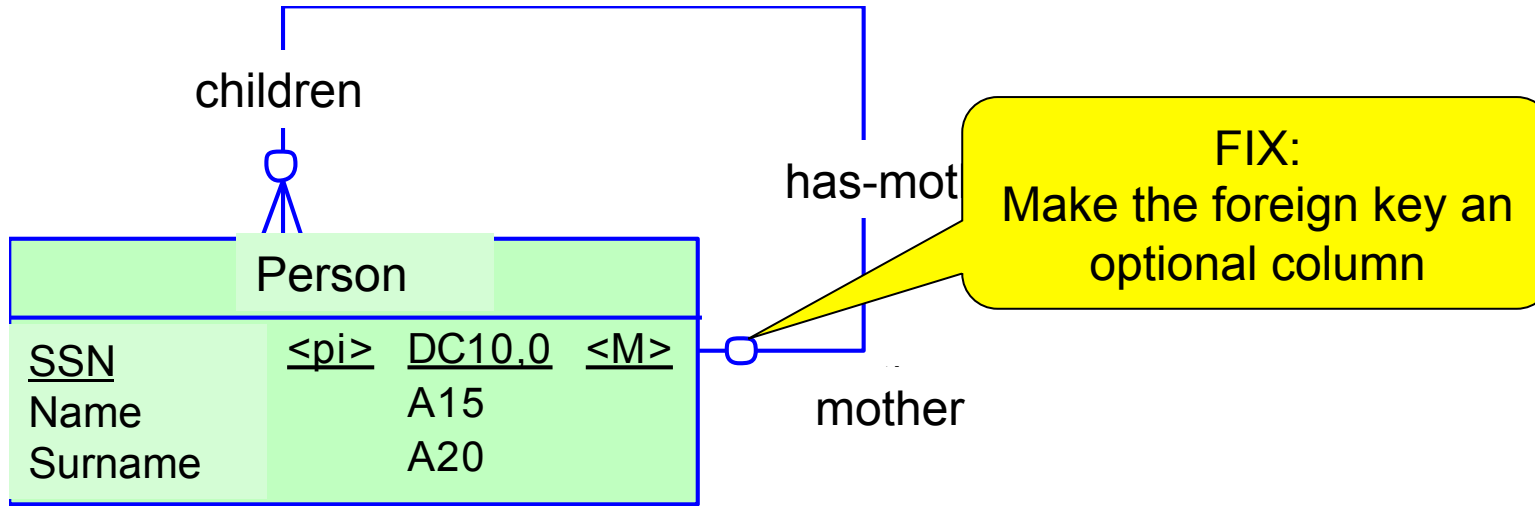 children
has-mot
FIX:
Make the foreign key an
optional column
Person
SSN <pi> DC10,0 <M>
Name A15
Surname A20
mother